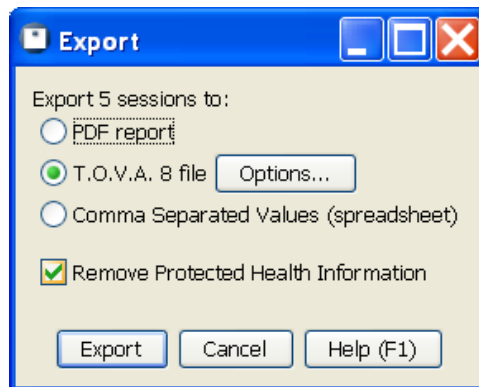 Export
Export 5 sessions to:
PDF report
T.O.V.A. 8 file Options...
Comma Separated Values (spreadsheet)
Remove Protected Health Information
Export Cancel Help (F1)